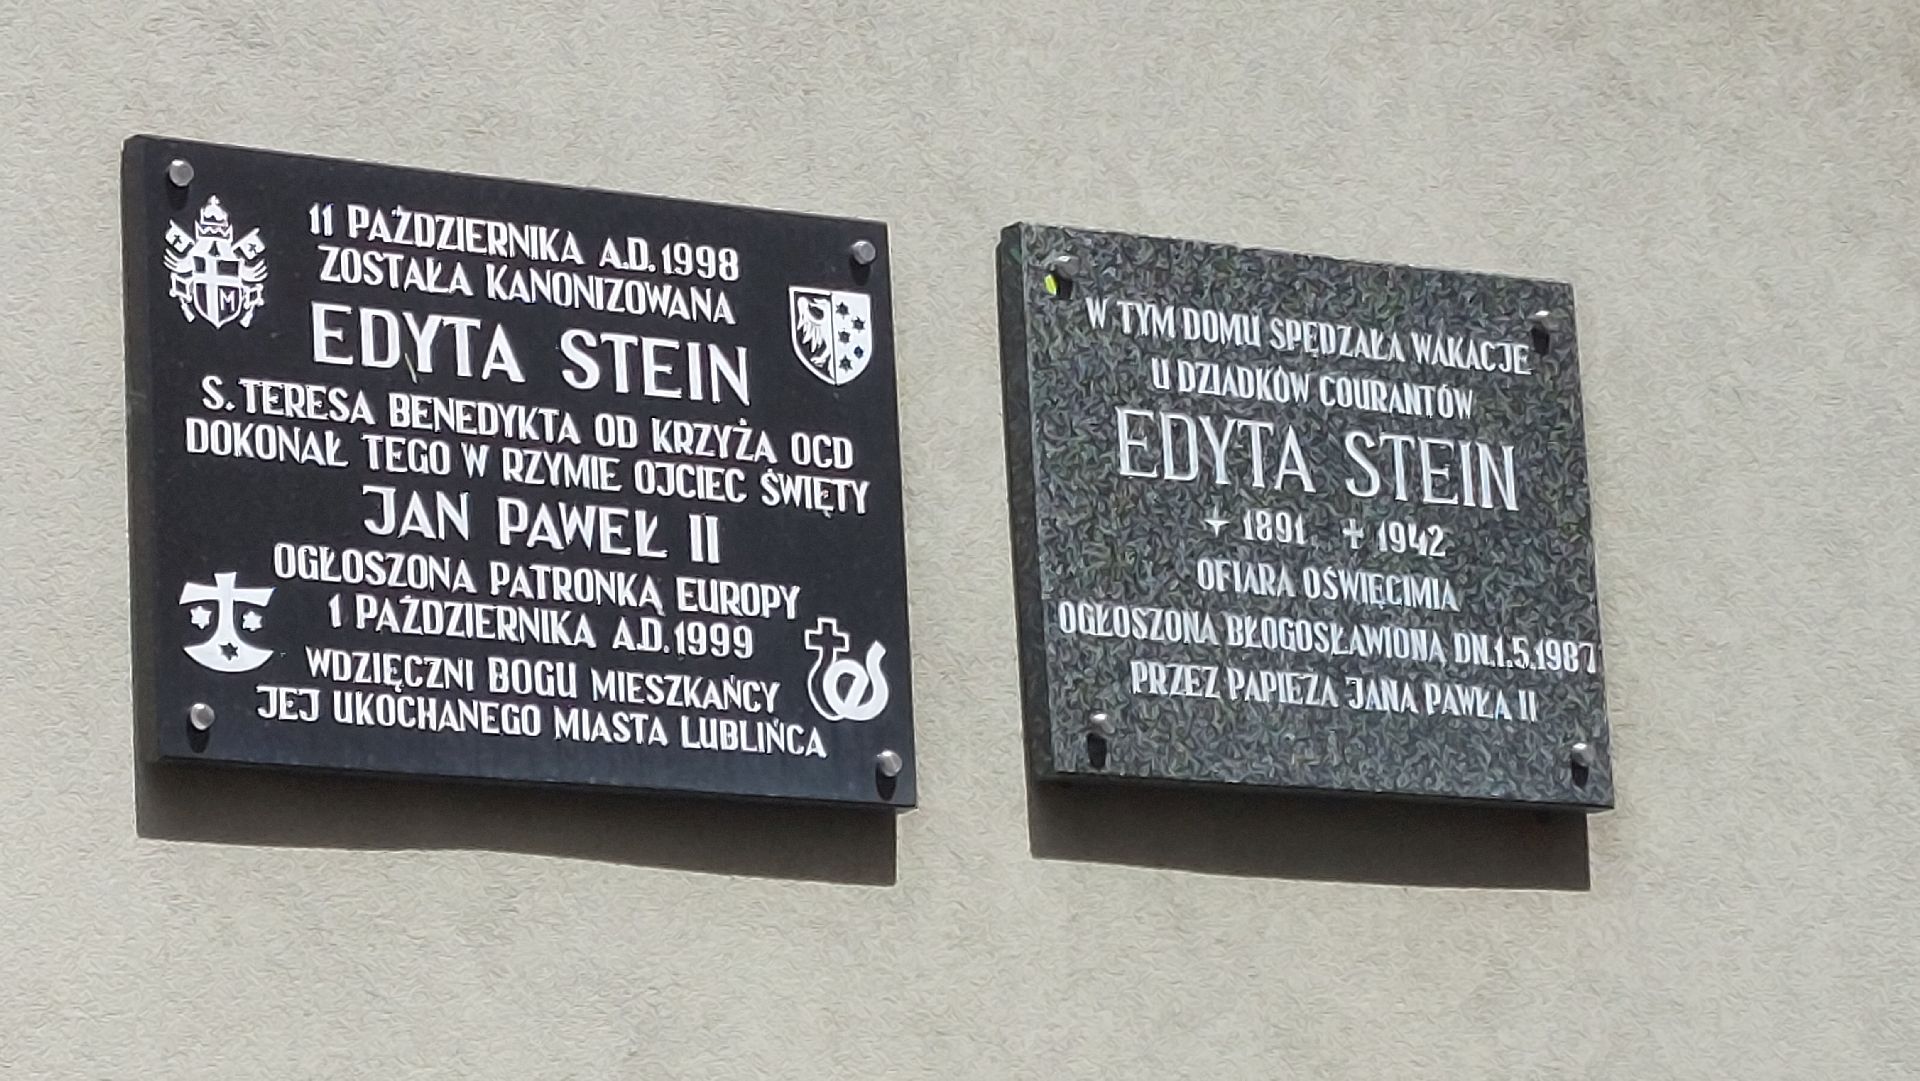 11 PAŹDZIERNIKA A.D. 1998
ZOSTAŁA KANONIZOWANA
EDYTA STEIN
S. TERESA BENEDYKTA OD KRZYŻA OCD
DOKONAŁ TEGO W RZYMIE OJCIEC ŚWIĘTY
JAN PAWEŁ II
OGŁOSZONA PATRONKĄ EUROPY
1 PAŹDZIERNIKA A.D. 1999
WDZIĘCZNI BOGU MIESZKAŃCY
JEJ UKOCHANEGO MIASTA LUBLIŃCA
M
W TYM DOMU SPĘDZAŁA WAKACJE
U DZIADKÓW COURANTÓW
EDYTA STEIN
1891 + 1942
OFIARA OŚWIĘCIMIA
OGŁOSZONA BŁOGOSŁAWIONĄ DN. 1.5.1987
PRZEZ PAPIEŻA JANA PAWŁA II